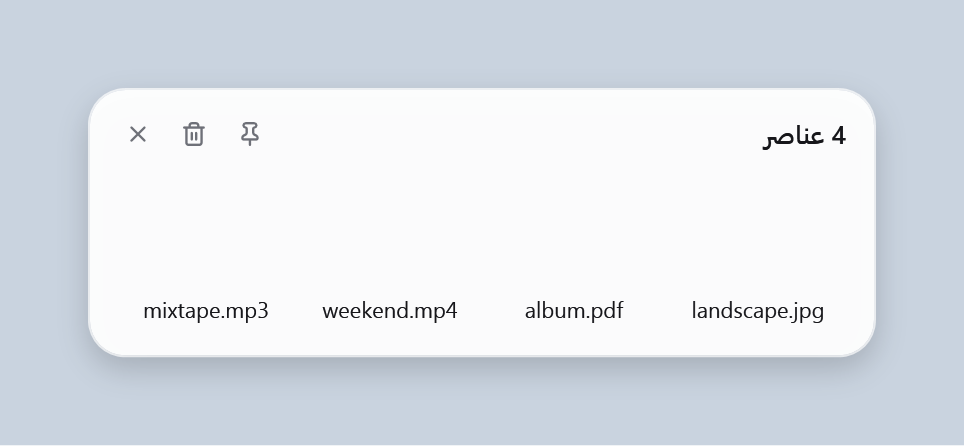 4 عناصر
landscape.jpg
album.pdf
weekend.mp4
mixtape.mp3